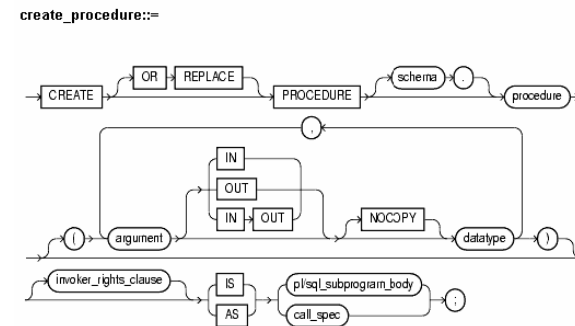 create_procedure::=
OR REPLACE schema .
CREATE PROCEDURE procedure
,
IN
OUT
IN OUT NOCOPY
( argument datatype )
invoker_rights_clause IS pl/sql_subprogram_body
AS call_spec ;